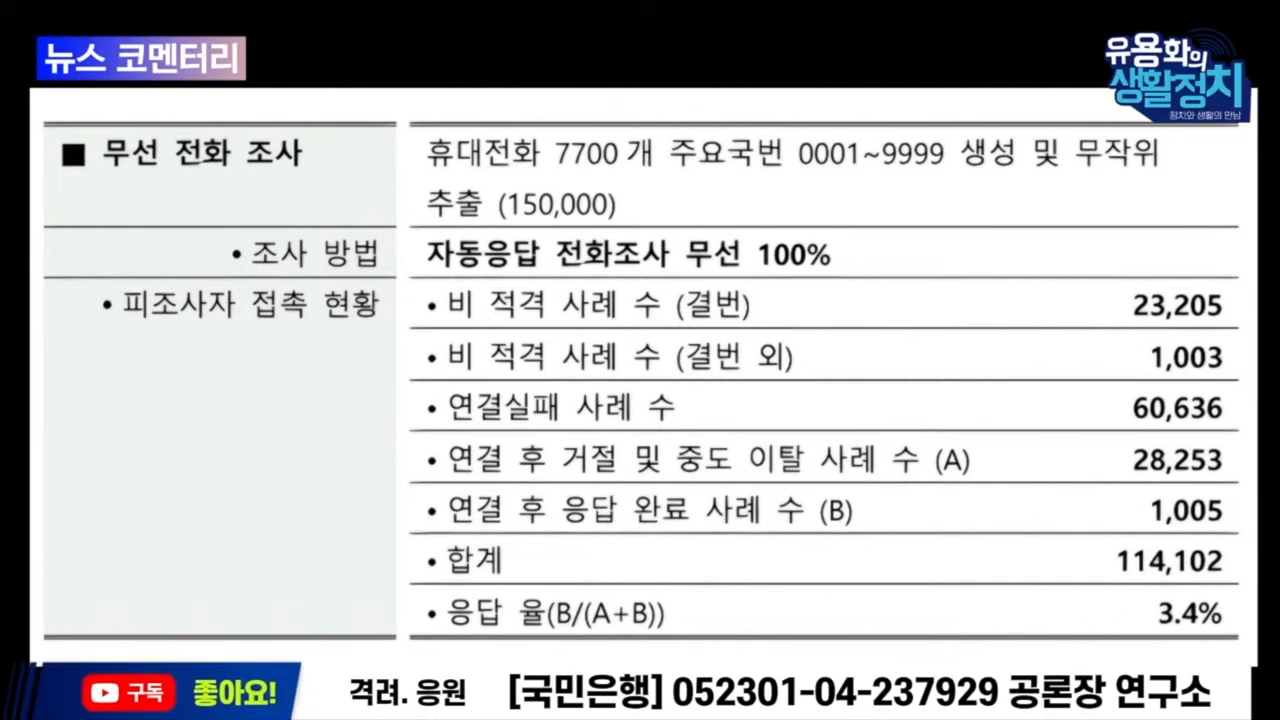 뉴스 코멘터리
유용화의
생활정치
정치와 생활의 만남
■ 무선 전화 조사
휴대전화 7700개 주요국번 0001~9999 생성 및 무작위
추출 (150,000)
• 조사 방법
자동응답 전화조사 무선 100%
• 피조사자 접촉 현황
• 비 적격 사례 수 (결번) 23,205
• 비 적격 사례 수 (결번 외) 1,003
• 연결실패 사례 수 60,636
• 연결 후 거절 및 중도 이탈 사례 수 (A) 28,253
• 연결 후 응답 완료 사례 수 (B) 1,005
• 합계 114,102
• 응답 율(B/(A+B)) 3.4%
구독 좋아요! 격려. 응원 [국민은행] 052301-04-237929 공론장 연구소